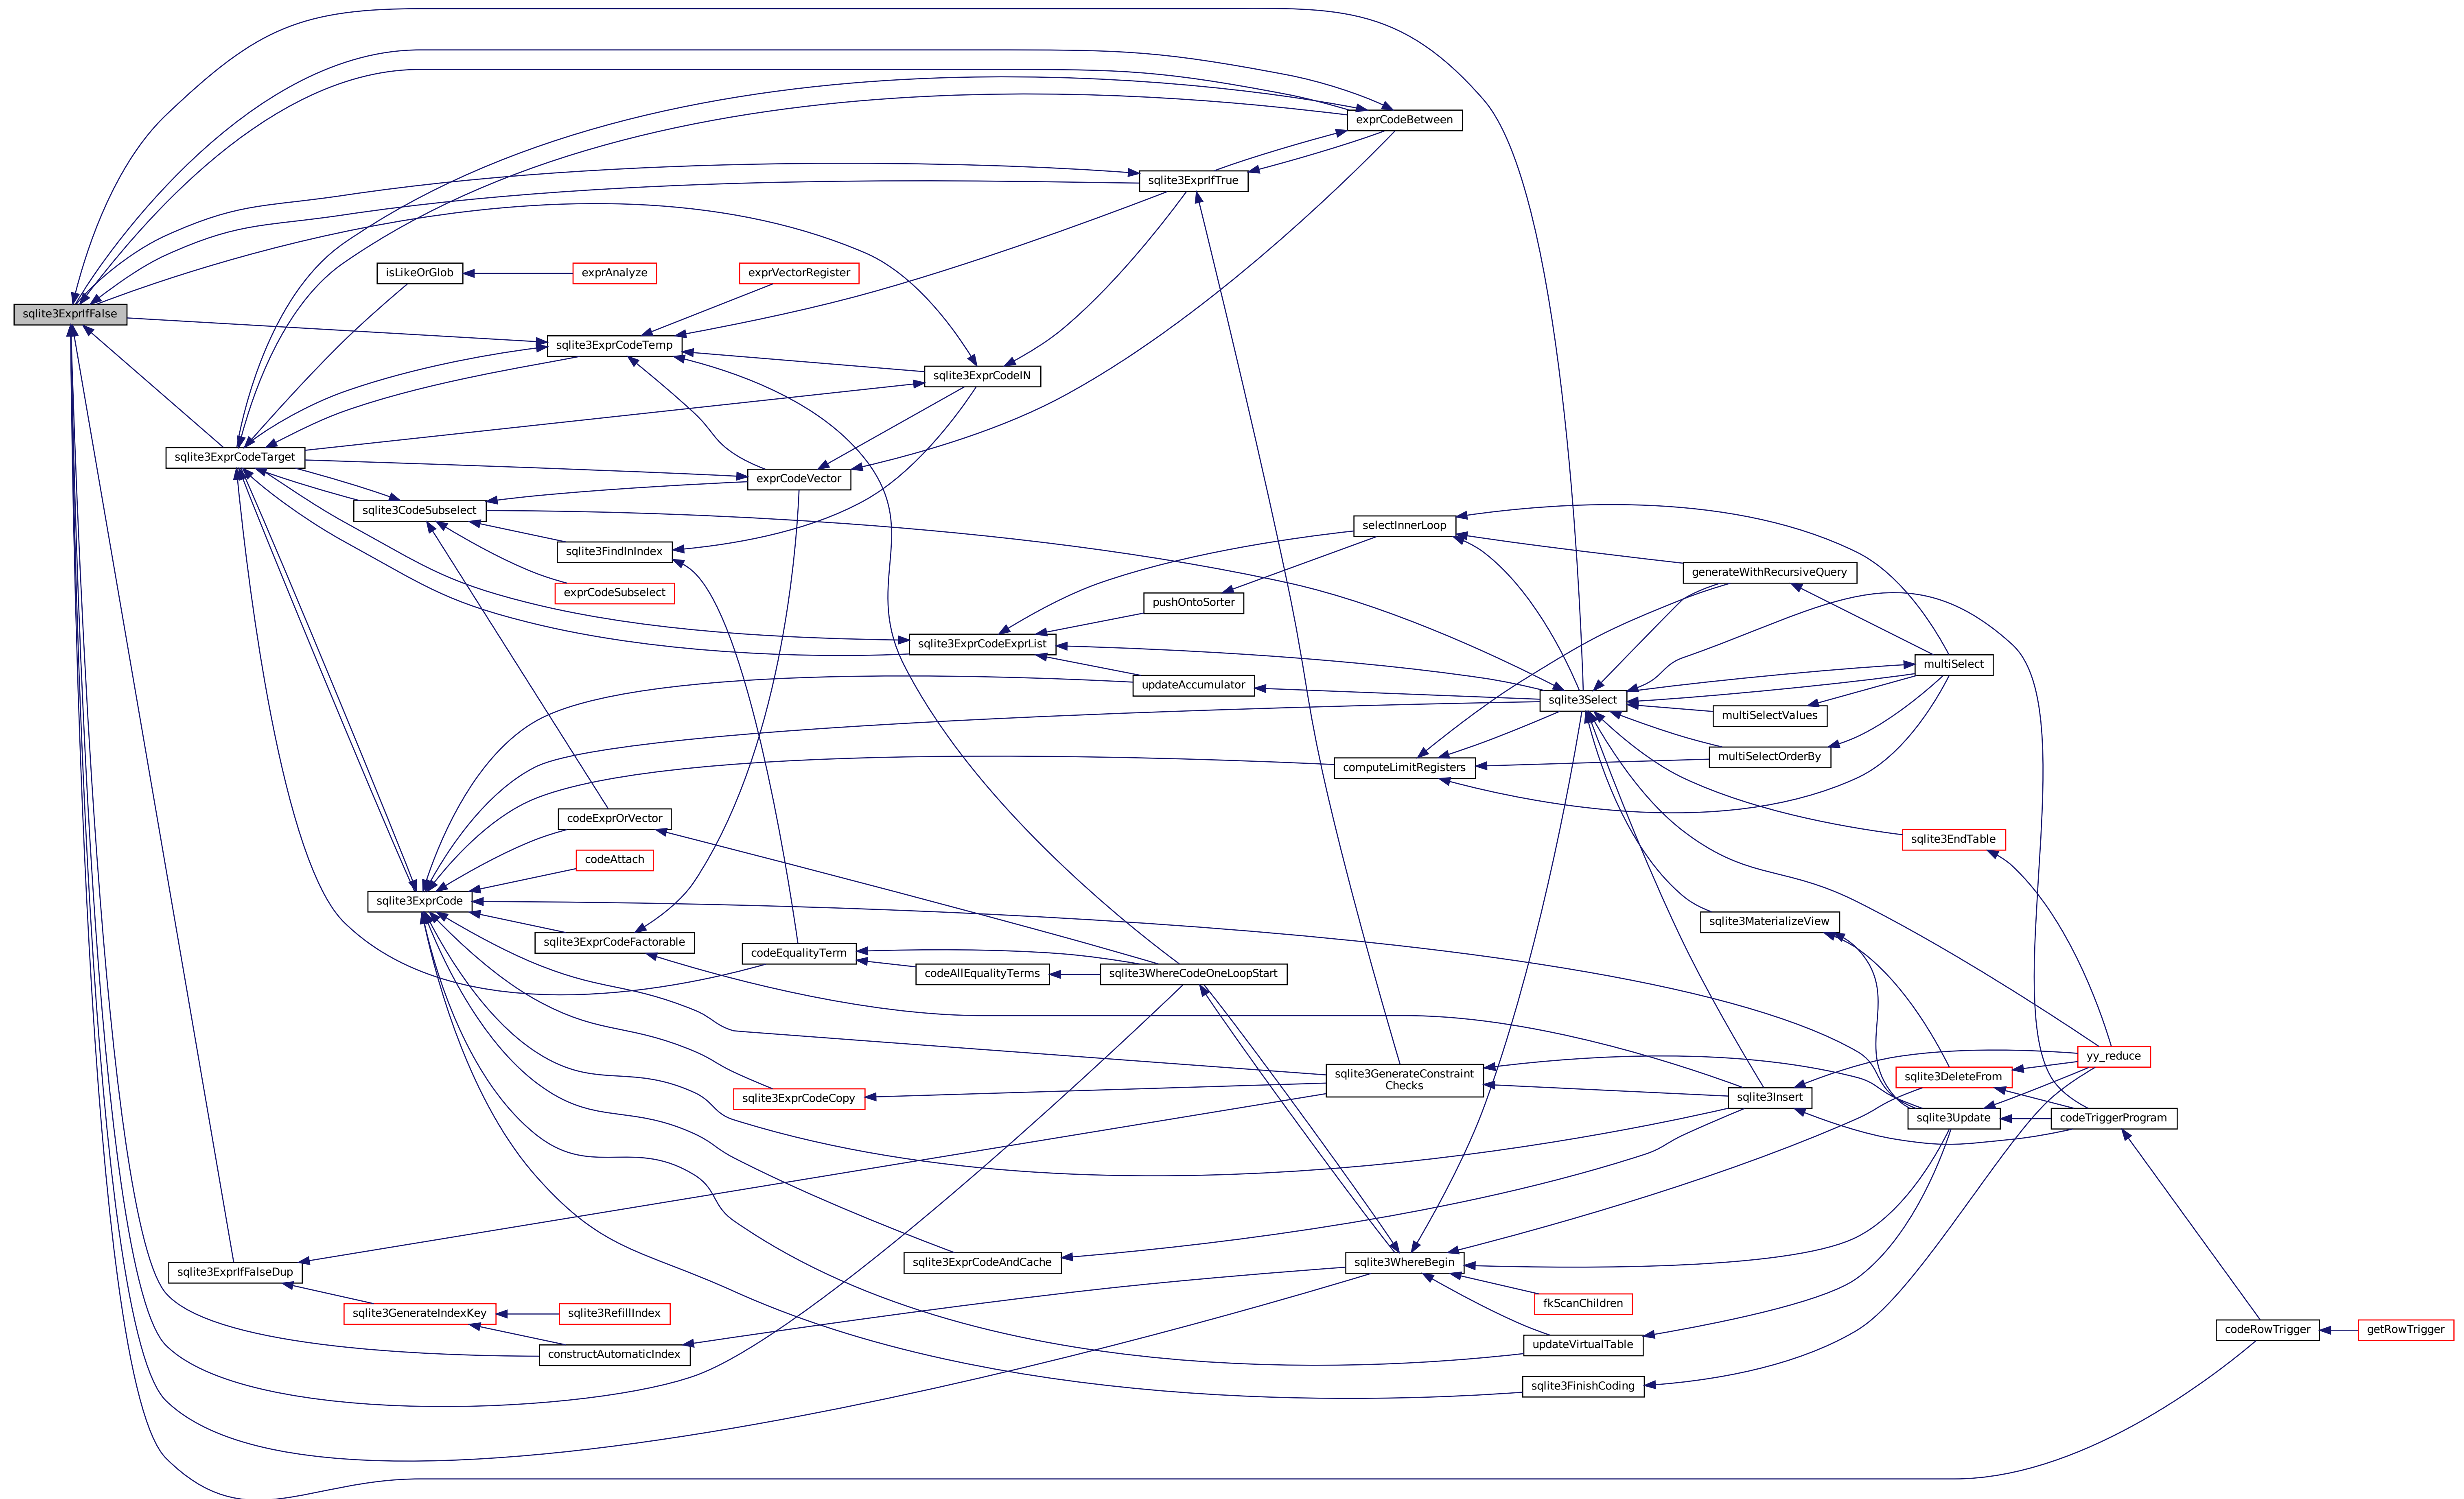 exprCodeBetween
sqlite3ExprIfTrue
isLikeOrGlob
exprAnalyze
exprVectorRegister
sqlite3ExprIfFalse
sqlite3ExprCodeTemp
sqlite3ExprCodeIN
sqlite3ExprCodeTarget
exprCodeVector
sqlite3CodeSubselect
selectInnerLoop
sqlite3FindInIndex
generateWithRecursiveQuery
exprCodeSubselect
pushOntoSorter
sqlite3ExprCodeExprList
multiSelect
updateAccumulator
sqlite3Select
multiSelectValues
multiSelectOrderBy
computeLimitRegisters
codeExprOrVector
sqlite3EndTable
codeAttach
sqlite3ExprCode
sqlite3MaterializeView
sqlite3ExprCodeFactorable
codeEqualityTerm
codeAllEqualityTerms
sqlite3WhereCodeOneLoopStart
yy_reduce
sqlite3GenerateConstraint
Checks
sqlite3DeleteFrom
sqlite3ExprCodeCopy
sqlite3Insert
sqlite3Update
codeTriggerProgram
sqlite3ExprIfFalseDup
sqlite3ExprCodeAndCache
sqlite3WhereBegin
fkScanChildren
sqlite3GenerateIndexKey
sqlite3RefillIndex
codeRowTrigger
getRowTrigger
updateVirtualTable
constructAutomaticIndex
sqlite3FinishCoding